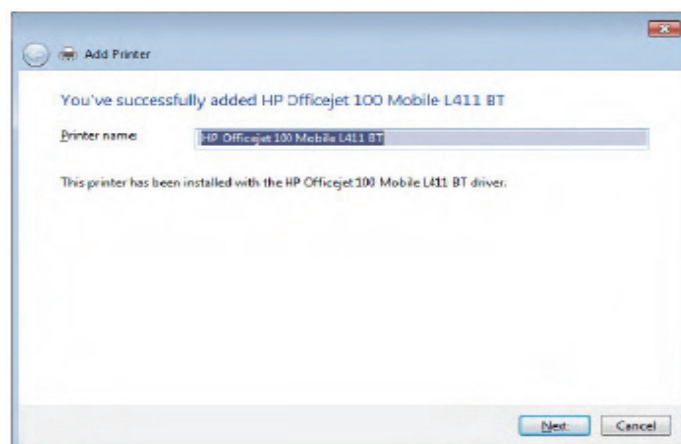 Add Printer
You've successfully added HP Officejet 100 Mobile L411 BT
Printer name: HP Officejet 100 Mobile L411 BT
This printer has been installed with the HP Officejet 100 Mobile L411 BT driver.
Next Cancel